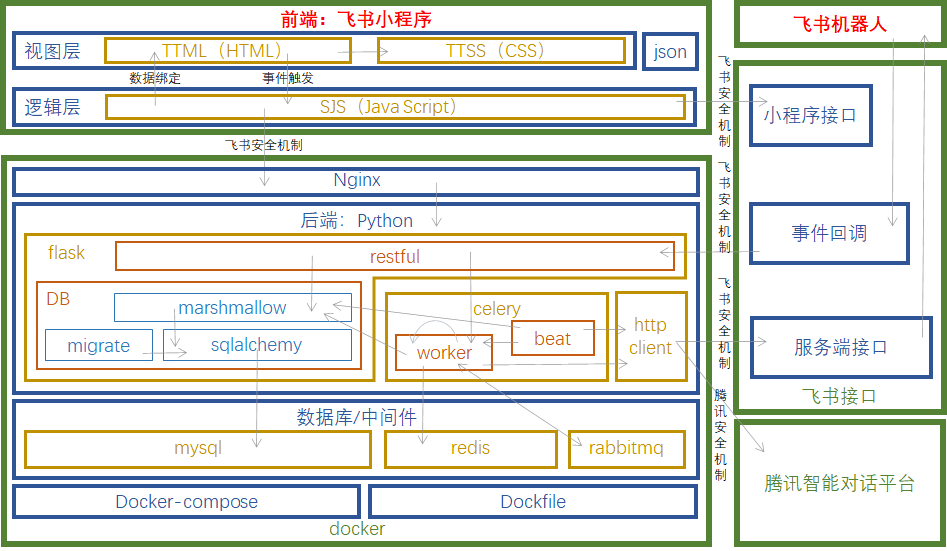 前端：飞书小程序
视图层
TTML（HTML）
TTSS（CSS）
json
数据绑定
事件触发
逻辑层
SJS（Java Script）
飞书安全机制
Nginx
后端：Python
flask
restful
DB
marshmallow
migrate
sqlalchemy
celery
worker
beat
http
client
数据库/中间件
mysql
redis
rabbitmq
Docker-compose
Dockfile
docker
飞书安全机制
飞书安全机制
飞书安全机制
腾讯安全机制
飞书机器人
小程序接口
事件回调
服务端接口
飞书接口
腾讯智能对话平台